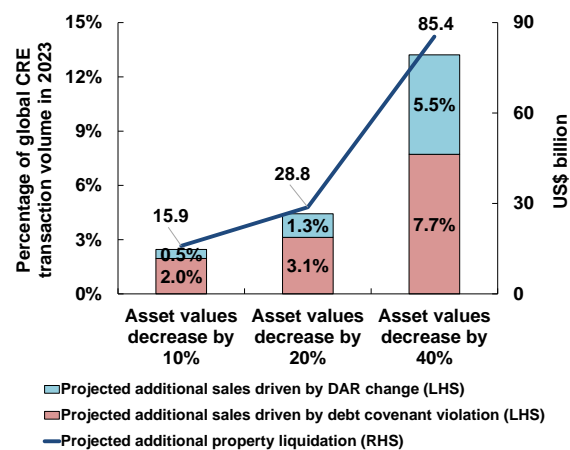 Percentage of global CRE
transaction volume in 2023
15%
12%
9%
6%
3%
0%
90
60
30
0
US$ billion
15.9
28.8
85.4
0.5%
2.0%
1.3%
3.1%
5.5%
7.7%
Asset values
decrease by
10%
Asset values
decrease by
20%
Asset values
decrease by
40%
Projected additional sales driven by DAR change (LHS)
Projected additional sales driven by debt covenant violation (LHS)
Projected additional property liquidation (RHS)